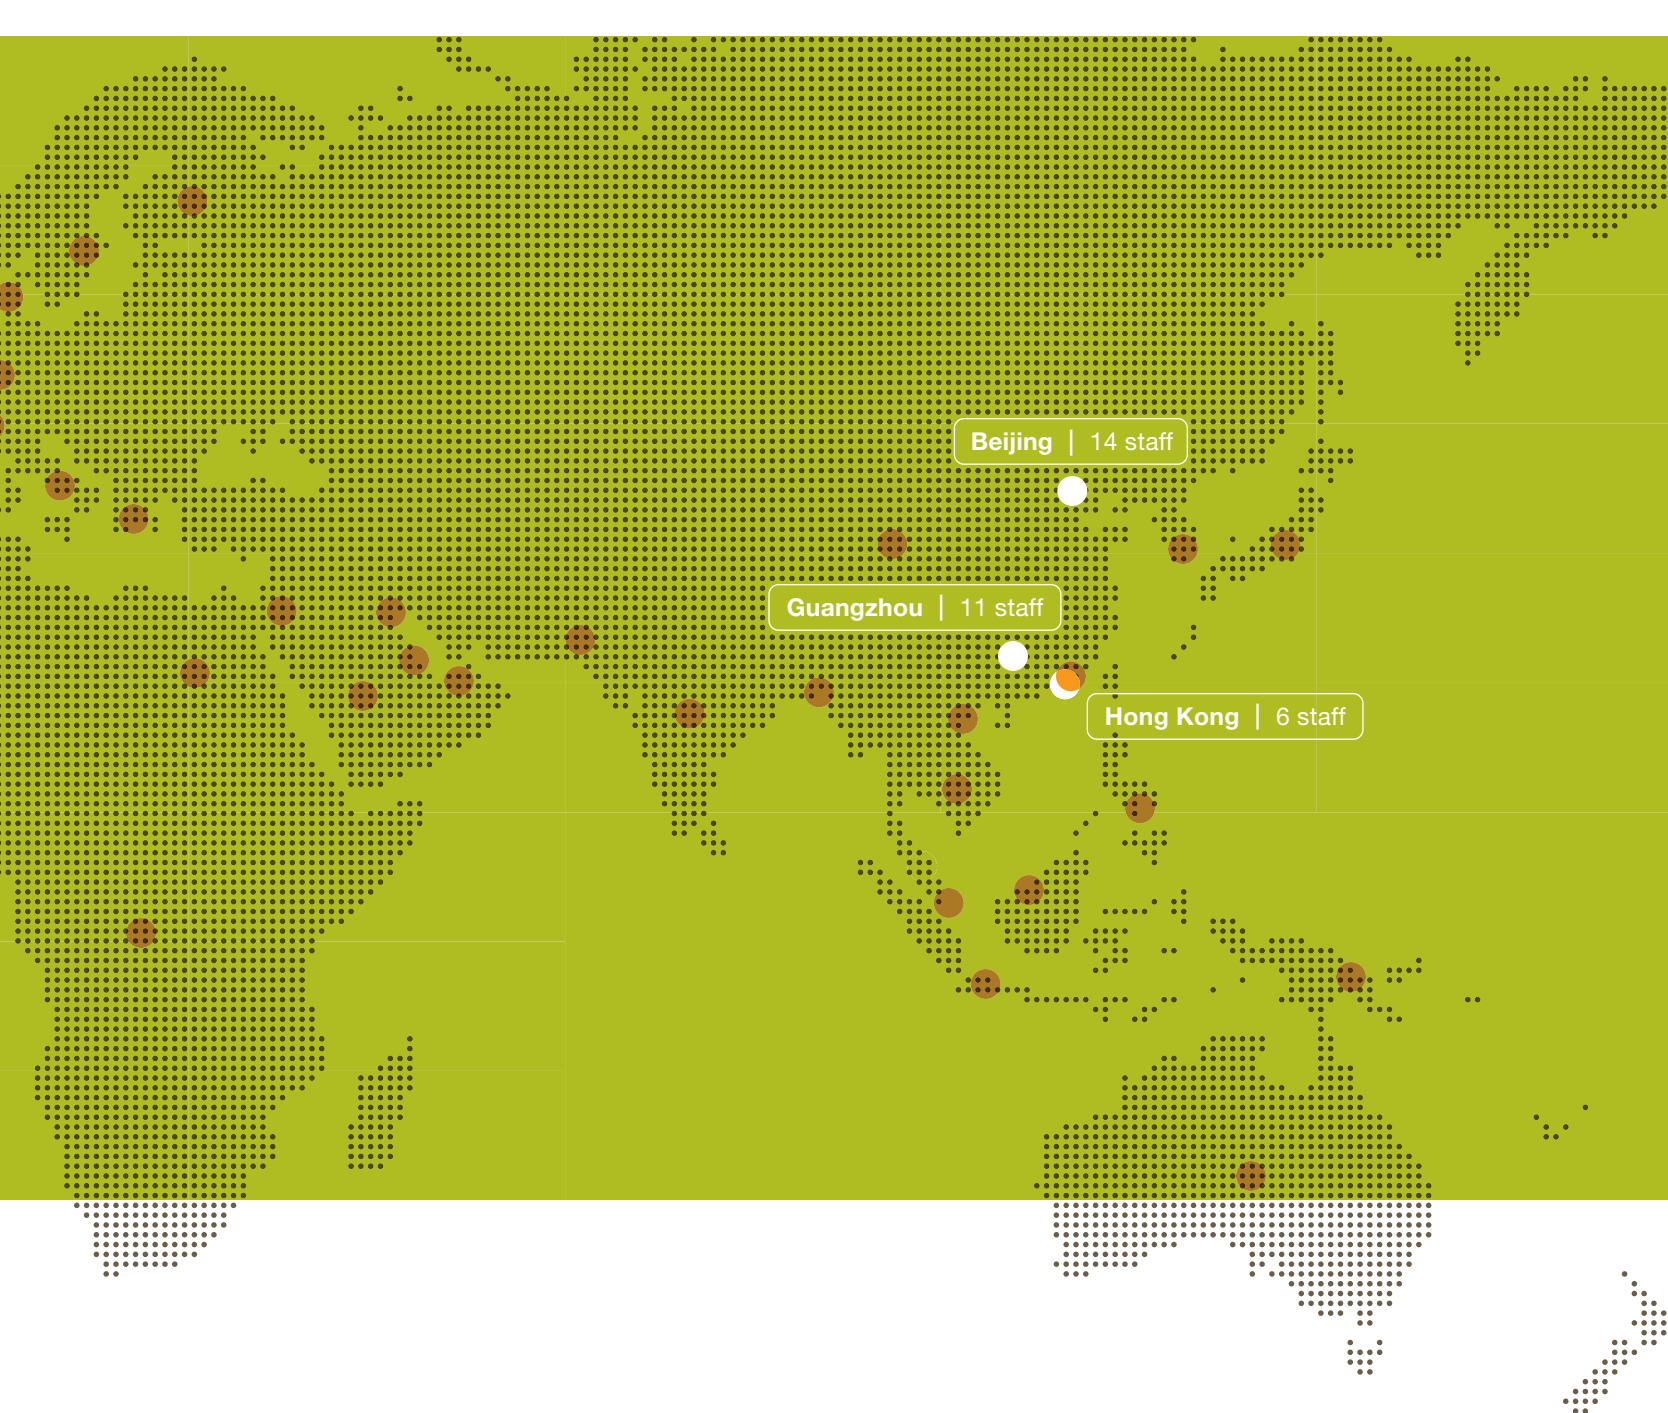 Beijing | 14 staff
Guangzhou | 11 staff
Hong Kong | 6 staff